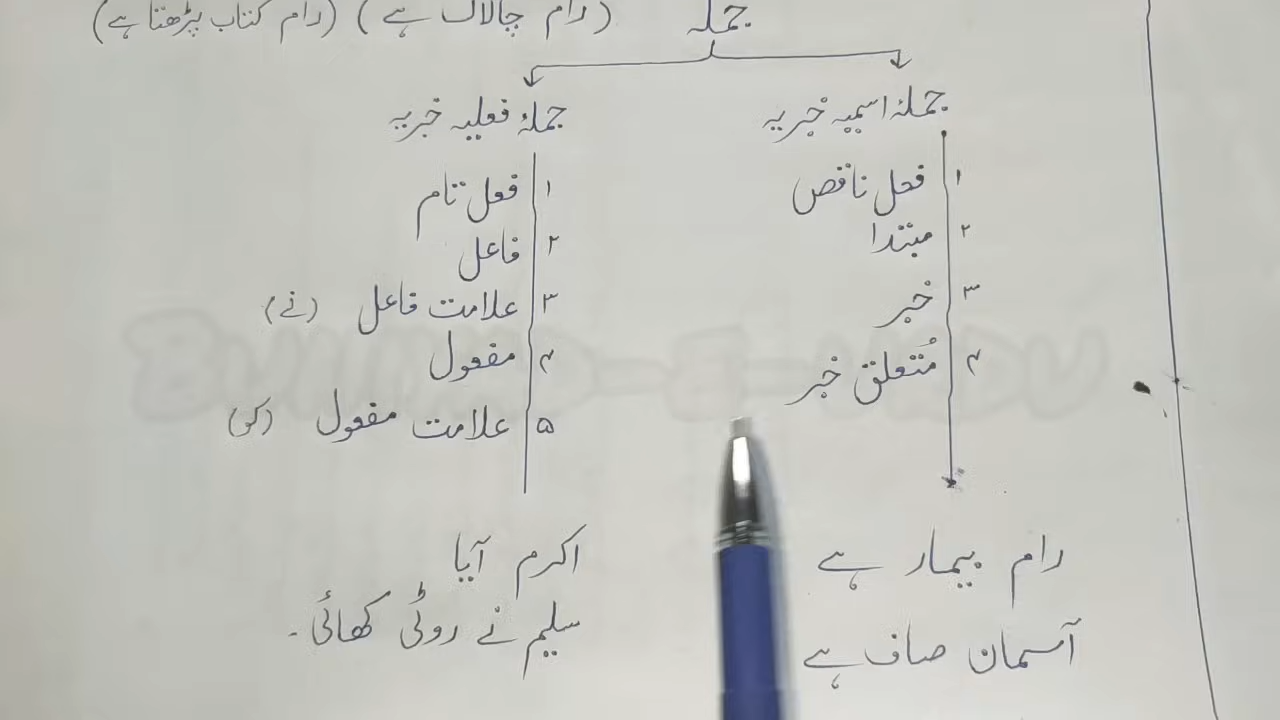 جملہ (رام چالاک ہے) (رام کتاب پڑھتا ہے)
جملۂ اسمیہ خبریہ
۱ فعل ناقص
۲ مبتدا
۳ خبر
۴ مُتعلق خبر
رام بیمار ہے
آسمان صاف ہے
جملۂ فعلیہ خبریہ
۱ فعل تام
۲ فاعل
۳ علامت فاعل (نے)
۴ مفعول
۵ علامت مفعول (کو)
اکرم آیا
سلیم نے روٹی کھائی۔